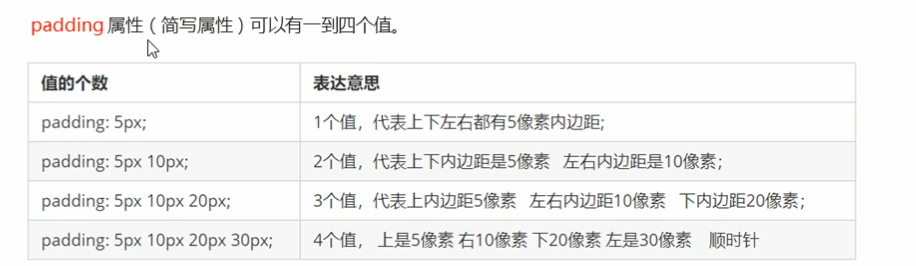 padding 属性（简写属性）可以有一到四个值。
值的个数 表达意思
padding: 5px; 1个值，代表上下左右都有5像素内边距;
padding: 5px 10px; 2个值，代表上下内边距是5像素 左右内边距是10像素；
padding: 5px 10px 20px; 3个值，代表上内边距5像素 左右内边距10像素 下内边距20像素；
padding: 5px 10px 20px 30px; 4个值， 上是5像素 右10像素 下20像素 左是30像素 顺时针